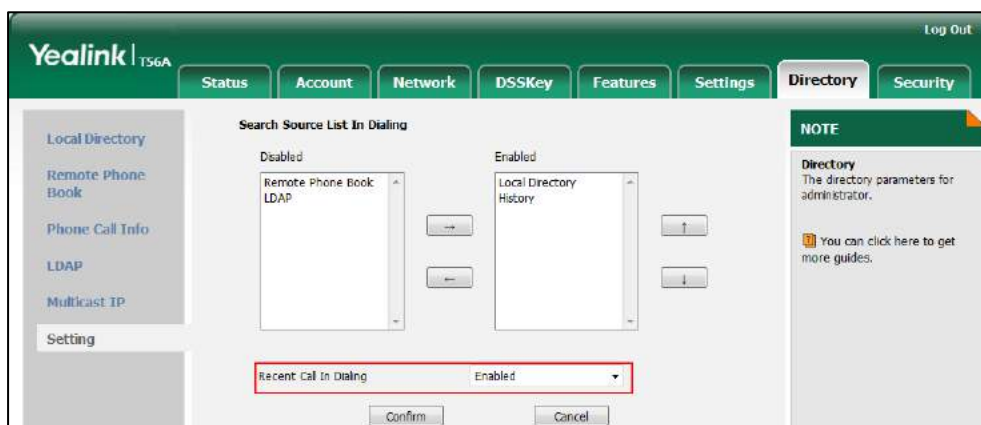 Log Out
Yealink T56A
Status Account Network DSSKey Features Settings Directory Security
Local Directory
Remote Phone
Book
Phone Call Info
LDAP
Multicast IP
Setting
Search Source List In Dialing
Disabled Enabled
Remote Phone Book
LDAP
Local Directory
History
→
←
↑
↓
Recent Call In Dialing Enabled
Confirm Cancel
NOTE
Directory
The directory parameters for
administrator.
You can click here to get
more guides.